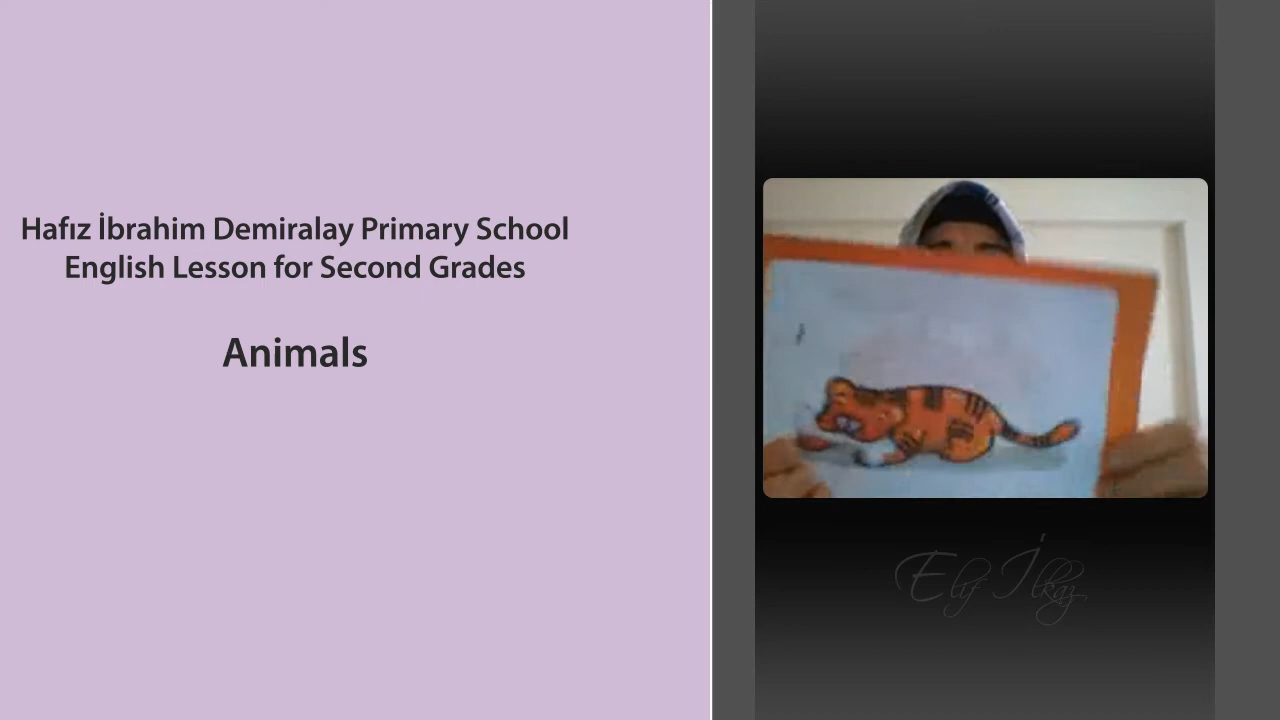 Hafız İbrahim Demiralay Primary School
English Lesson for Second Grades
Animals
Elif İlkaz